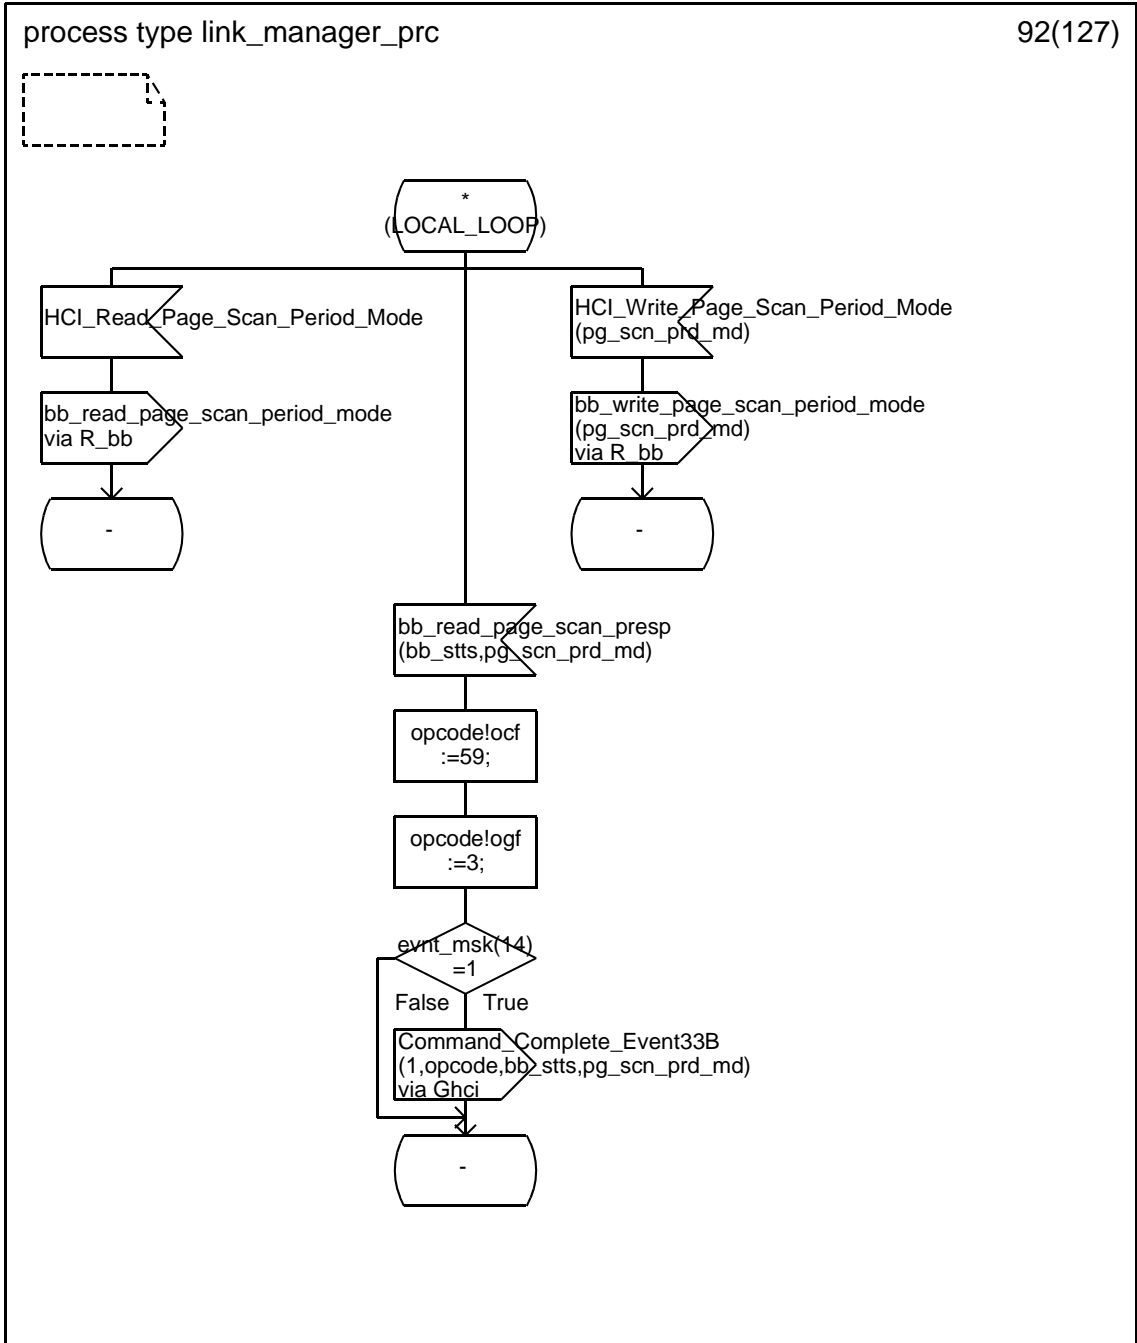 process type link_manager_prc
92(127)
*
(LOCAL_LOOP)
HCI_Read_Page_Scan_Period_Mode
HCI_Write_Page_Scan_Period_Mode
(pg_scn_prd_md)
bb_read_page_scan_period_mode
via R_bb
bb_write_page_scan_period_mode
(pg_scn_prd_md)
via R_bb
-
-
bb_read_page_scan_presp
(bb_stts,pg_scn_prd_md)
opcode!ocf
:=59;
opcode!ogf
:=3;
evnt_msk(14)
=1
False
True
Command_Complete_Event33B
(1,opcode,bb_stts,pg_scn_prd_md)
via Ghci
-